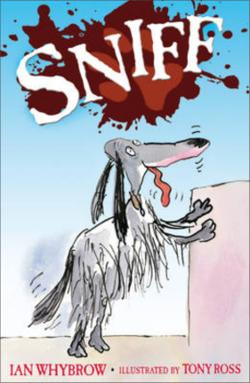 SNIFF
IAN WHYBROW • ILLUSTRATED BY TONY ROSS